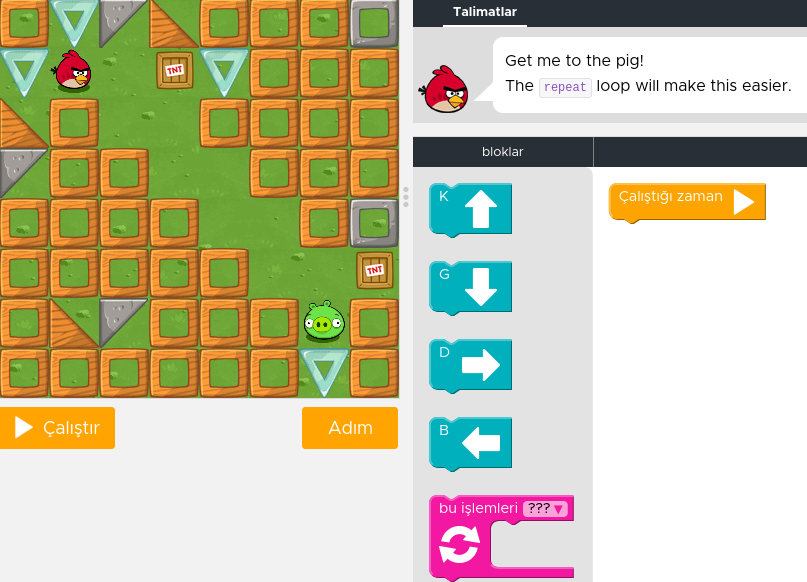 Talimatlar
Get me to the pig!
The repeat loop will make this easier.
TNT
bloklar
K
Çalıştığı zaman
G
TNT
D
Çalıştır
Adım
B
bu işlemleri ??? ▼